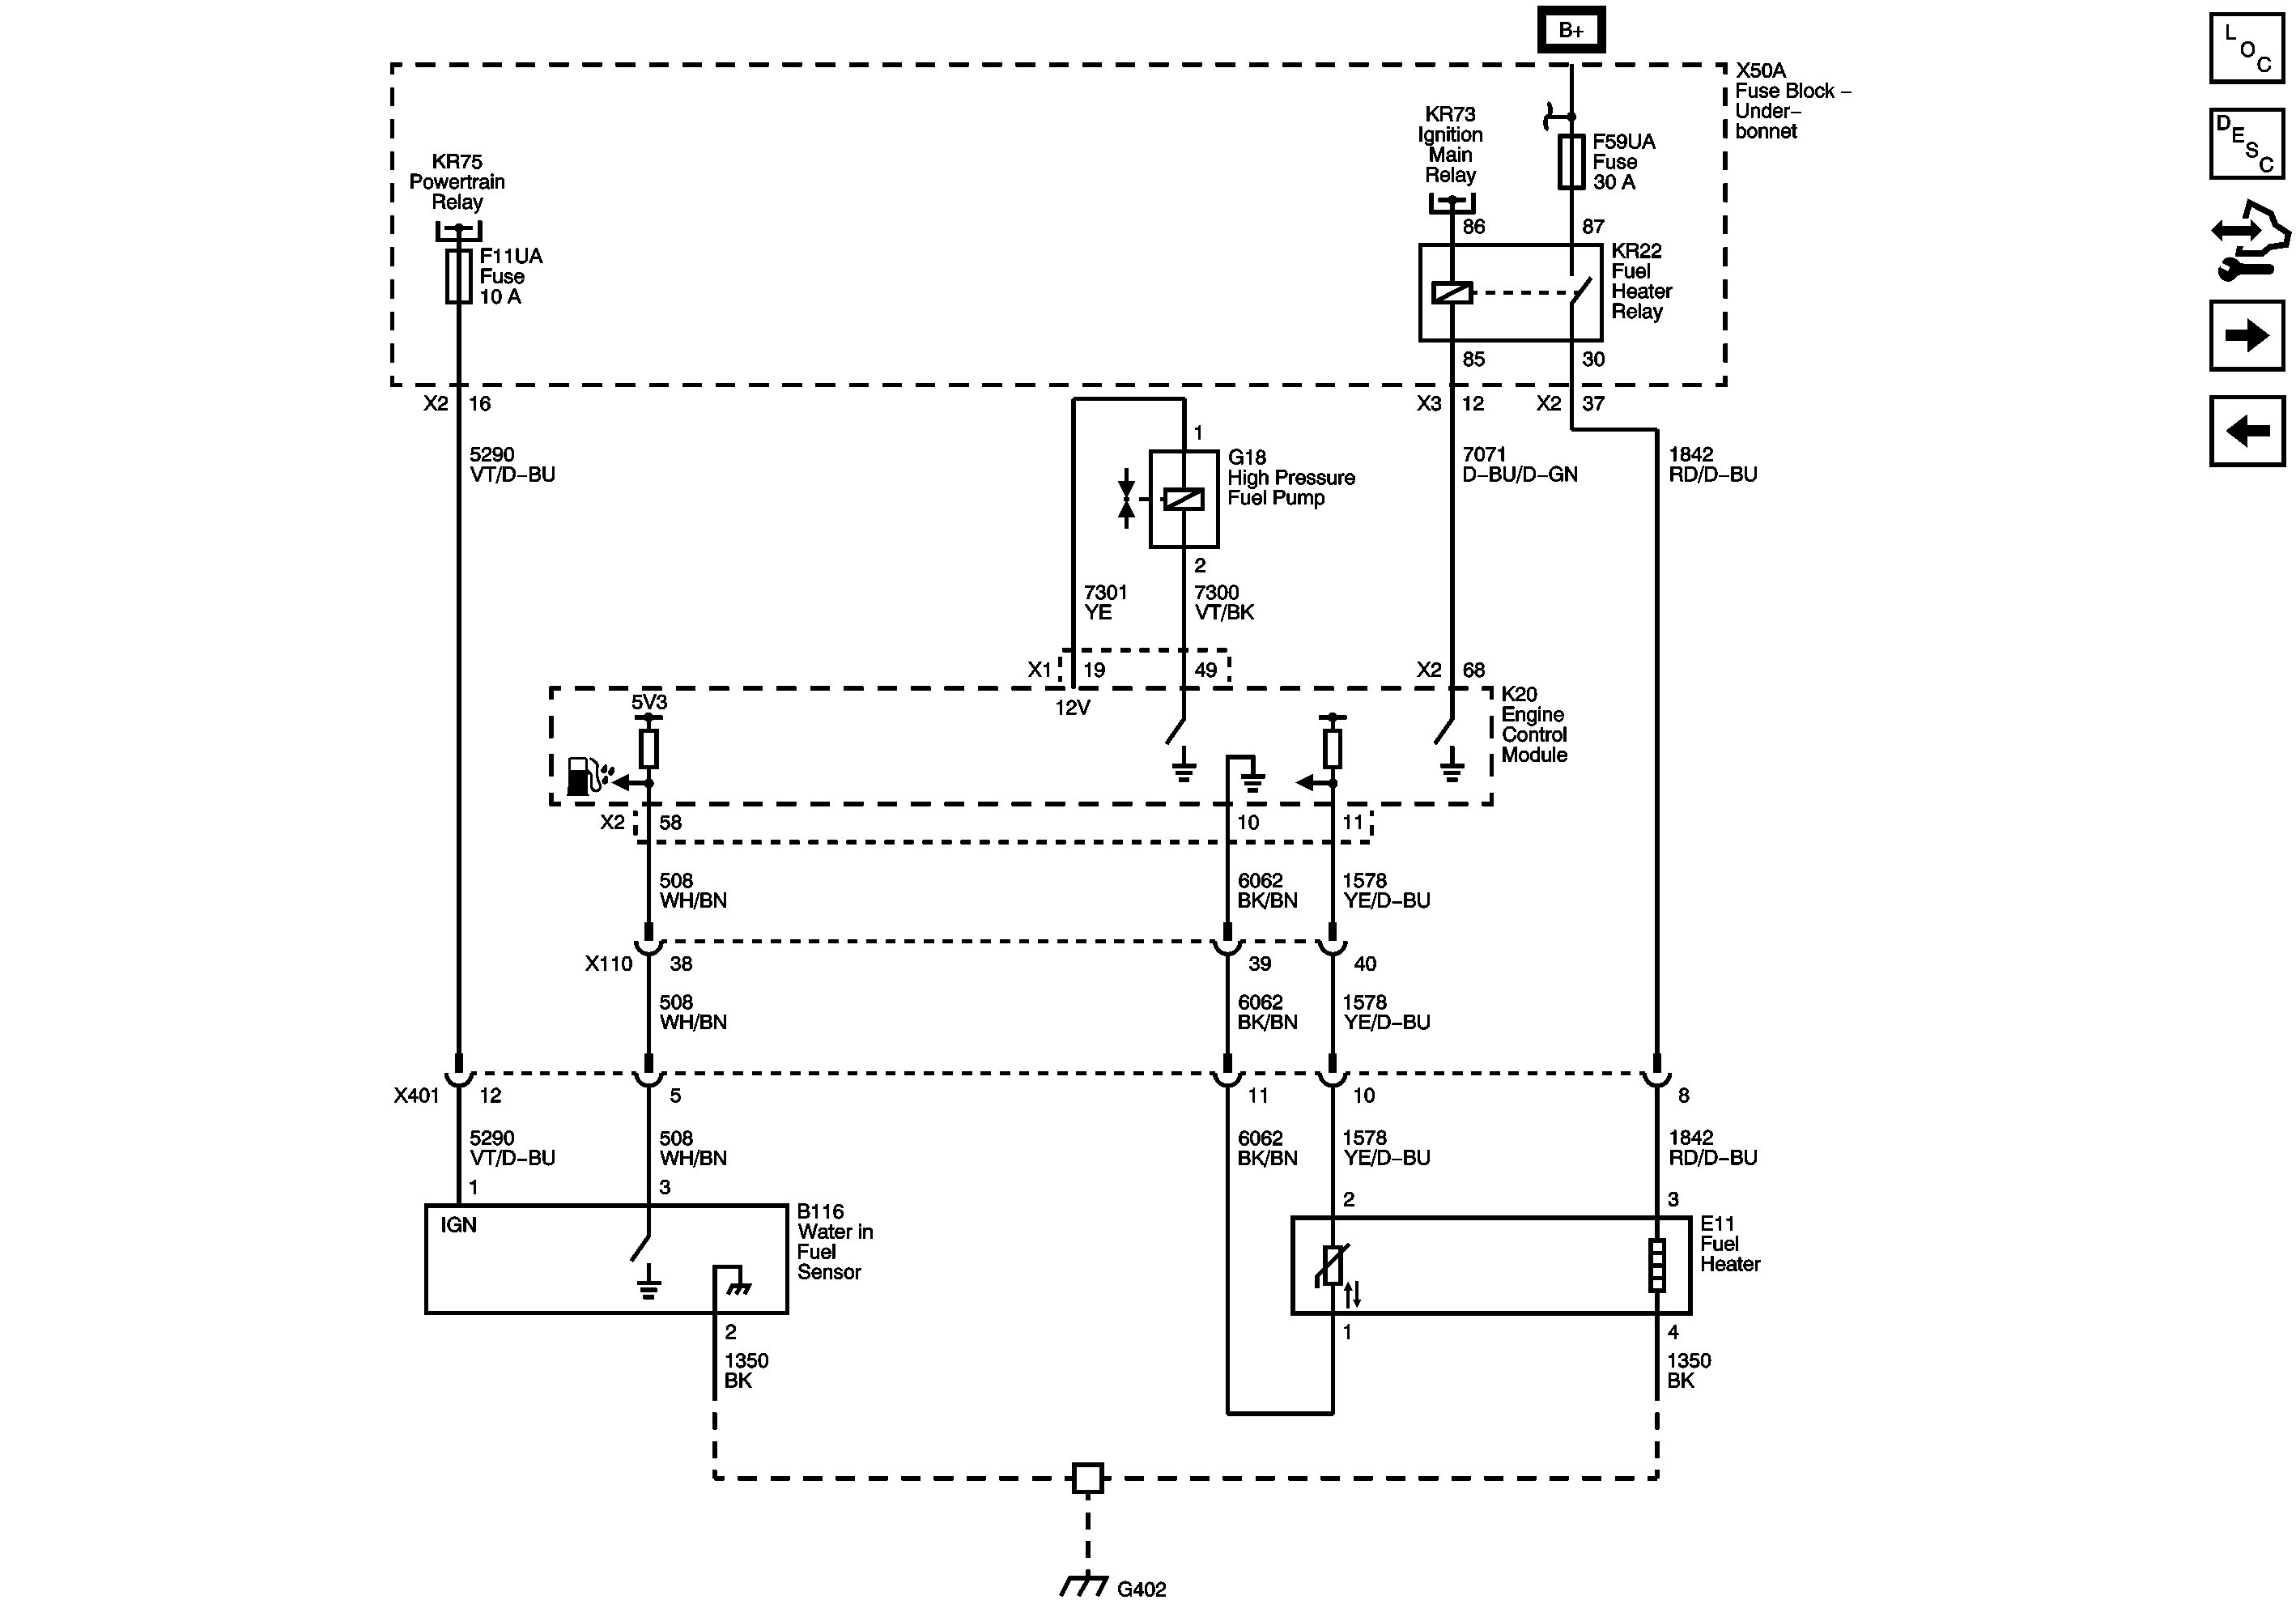 B+
L
O
C
X50A
Fuse Block –
Under–
bonnet
D
E
S
C
KR73
Ignition
Main
Relay
F59UA
Fuse
30 A
KR75
Powertrain
Relay
86
87
F11UA
Fuse
10 A
KR22
Fuel
Heater
Relay
85
30
X2
16
X3
12
X2
37
1
5290
VT/D–BU
G18
High Pressure
Fuel Pump
7071
D–BU/D–GN
1842
RD/D–BU
2
7301
YE
7300
VT/BK
X1
19
49
X2
68
5V3
12V
K20
Engine
Control
Module
X2
58
10
11
508
WH/BN
6062
BK/BN
1578
YE/D–BU
X110
38
39
40
508
WH/BN
6062
BK/BN
1578
YE/D–BU
X401
12
5
11
10
8
5290
VT/D–BU
508
WH/BN
6062
BK/BN
1578
YE/D–BU
1842
RD/D–BU
1
3
2
3
IGN
B116
Water in
Fuel
Sensor
E11
Fuel
Heater
2
1
4
1350
BK
1350
BK
G402